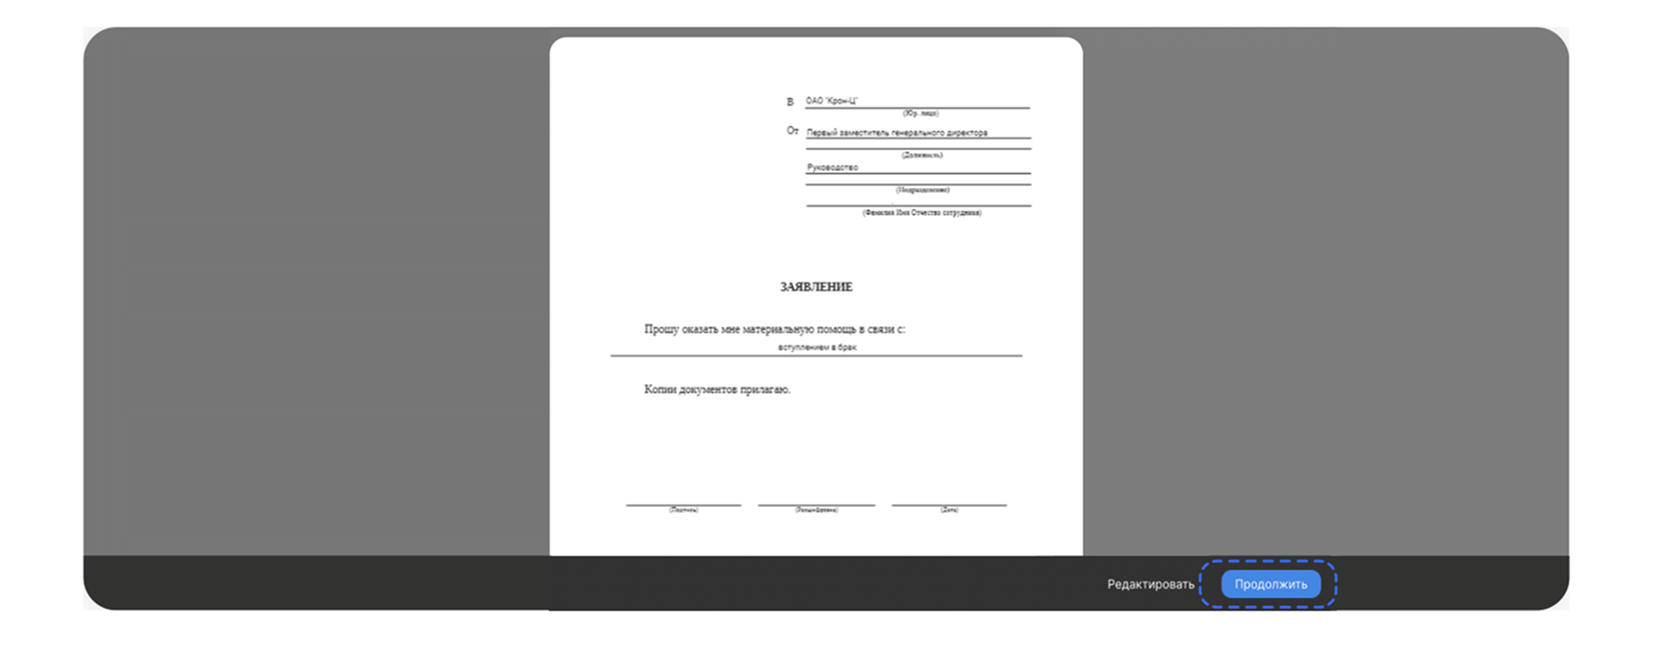 В ОАО "Крон-Ц"
(Юр. лицо)
От Первый заместитель генерального директора
(Должность)
Руководство
(Подразделение)
(Фамилия Имя Отчество сотрудника)
ЗАЯВЛЕНИЕ
Прошу оказать мне материальную помощь в связи с:
вступлением в брак
Копии документов прилагаю.
(Подпись) (Расшифровка) (Дата)
Редактировать Продолжить